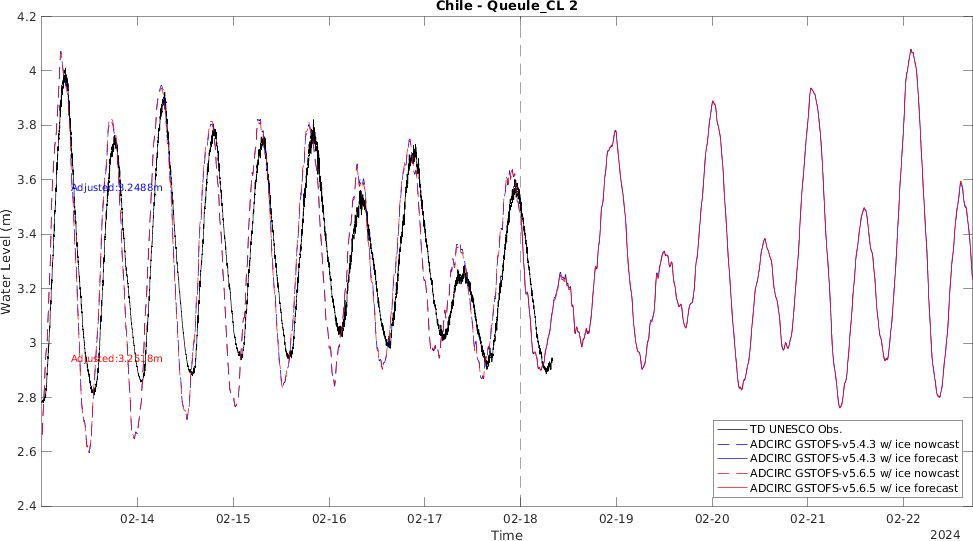 Chile - Queule_CL 2
4.2
4
3.8
3.6
3.4
3.2
3
2.8
2.6
2.4
Water Level (m)
Adjusted:3.2488m
Adjusted:3.2618m
TD UNESCO Obs.
ADCIRC GSTOFS-v5.4.3 w/ ice nowcast
ADCIRC GSTOFS-v5.4.3 w/ ice forecast
ADCIRC GSTOFS-v5.6.5 w/ ice nowcast
ADCIRC GSTOFS-v5.6.5 w/ ice forecast
02-14 02-15 02-16 02-17 02-18 02-19 02-20 02-21 02-22
Time
2024